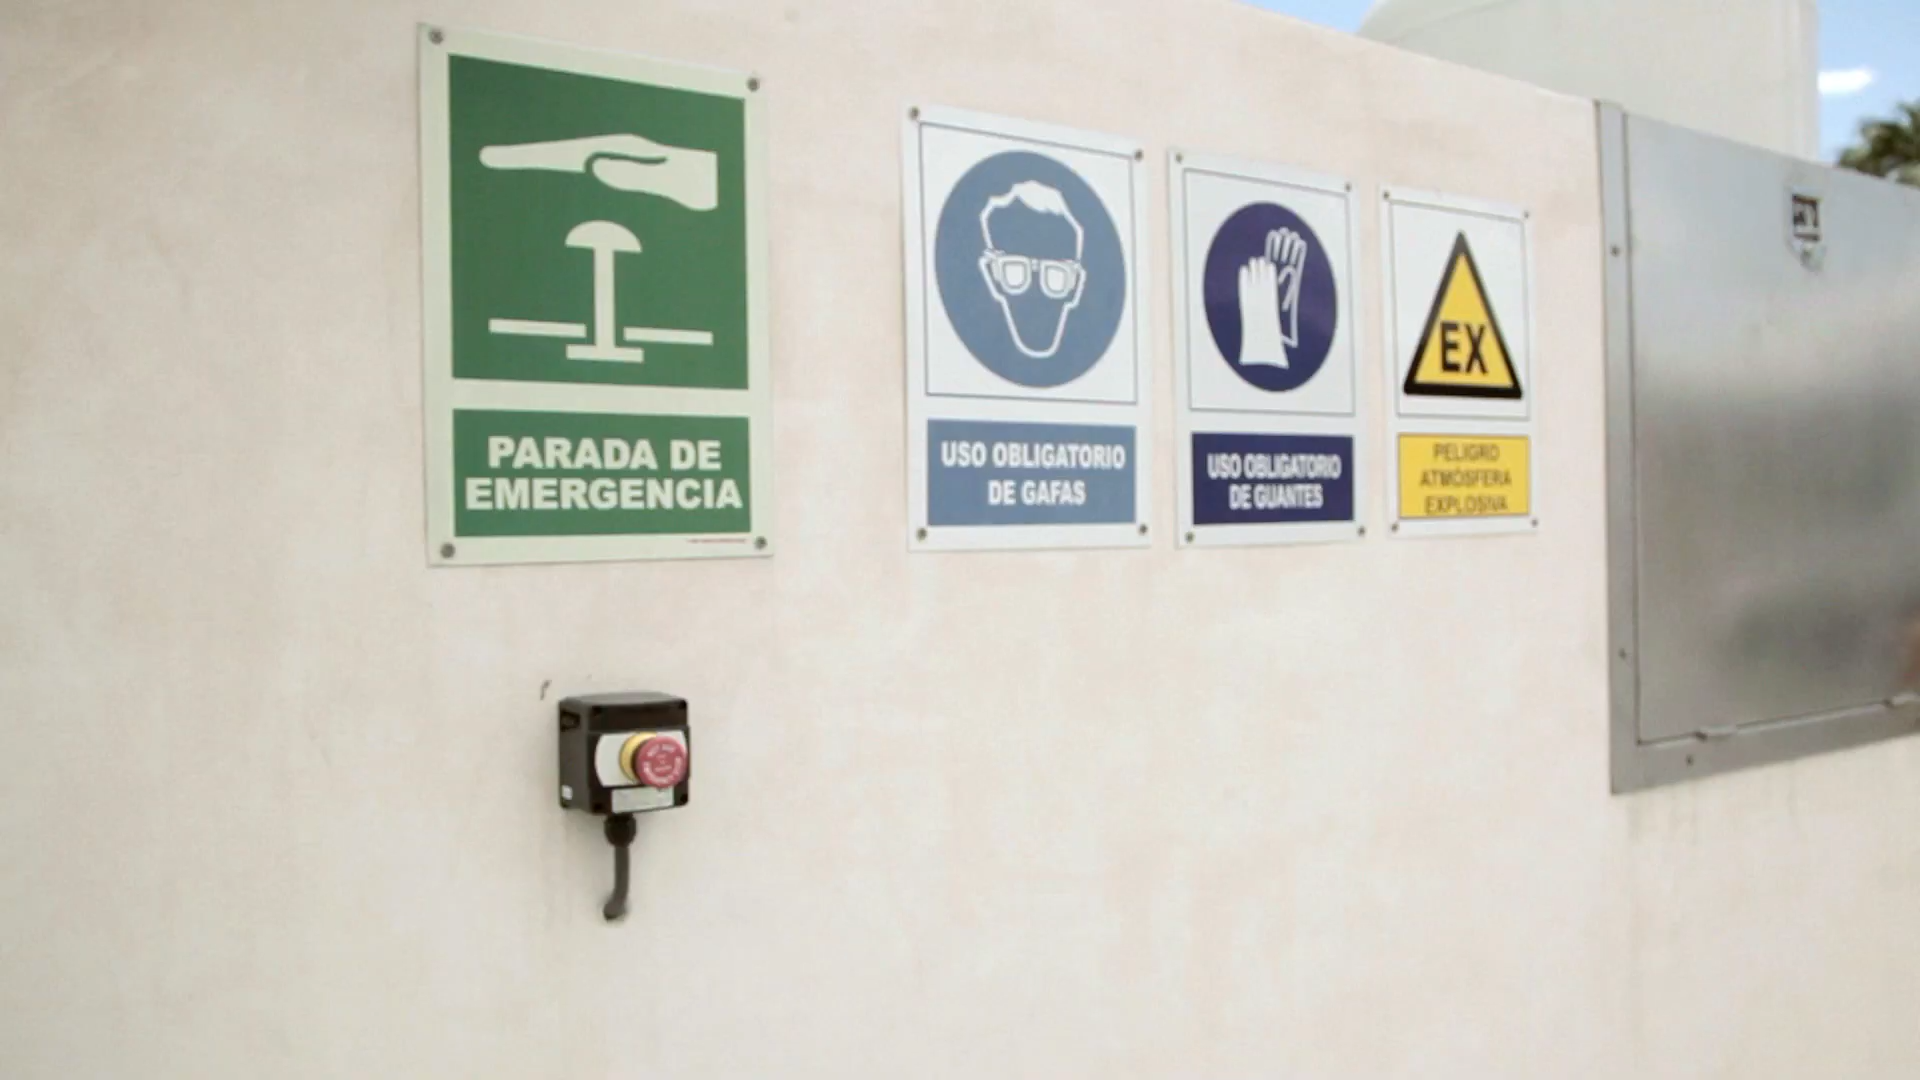 PARADA DE
EMERGENCIA
USO OBLIGATORIO
DE GAFAS
USO OBLIGATORIO
DE GUANTES
EX
PELIGRO
ATMÓSFERA
EXPLOSIVA